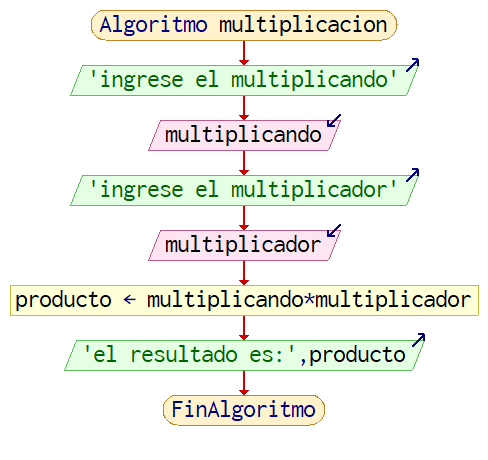 Algoritmo multiplicacion
'ingrese el multiplicando'
multiplicando
'ingrese el multiplicador'
multiplicador
producto ← multiplicando*multiplicador
'el resultado es:',producto
FinAlgoritmo